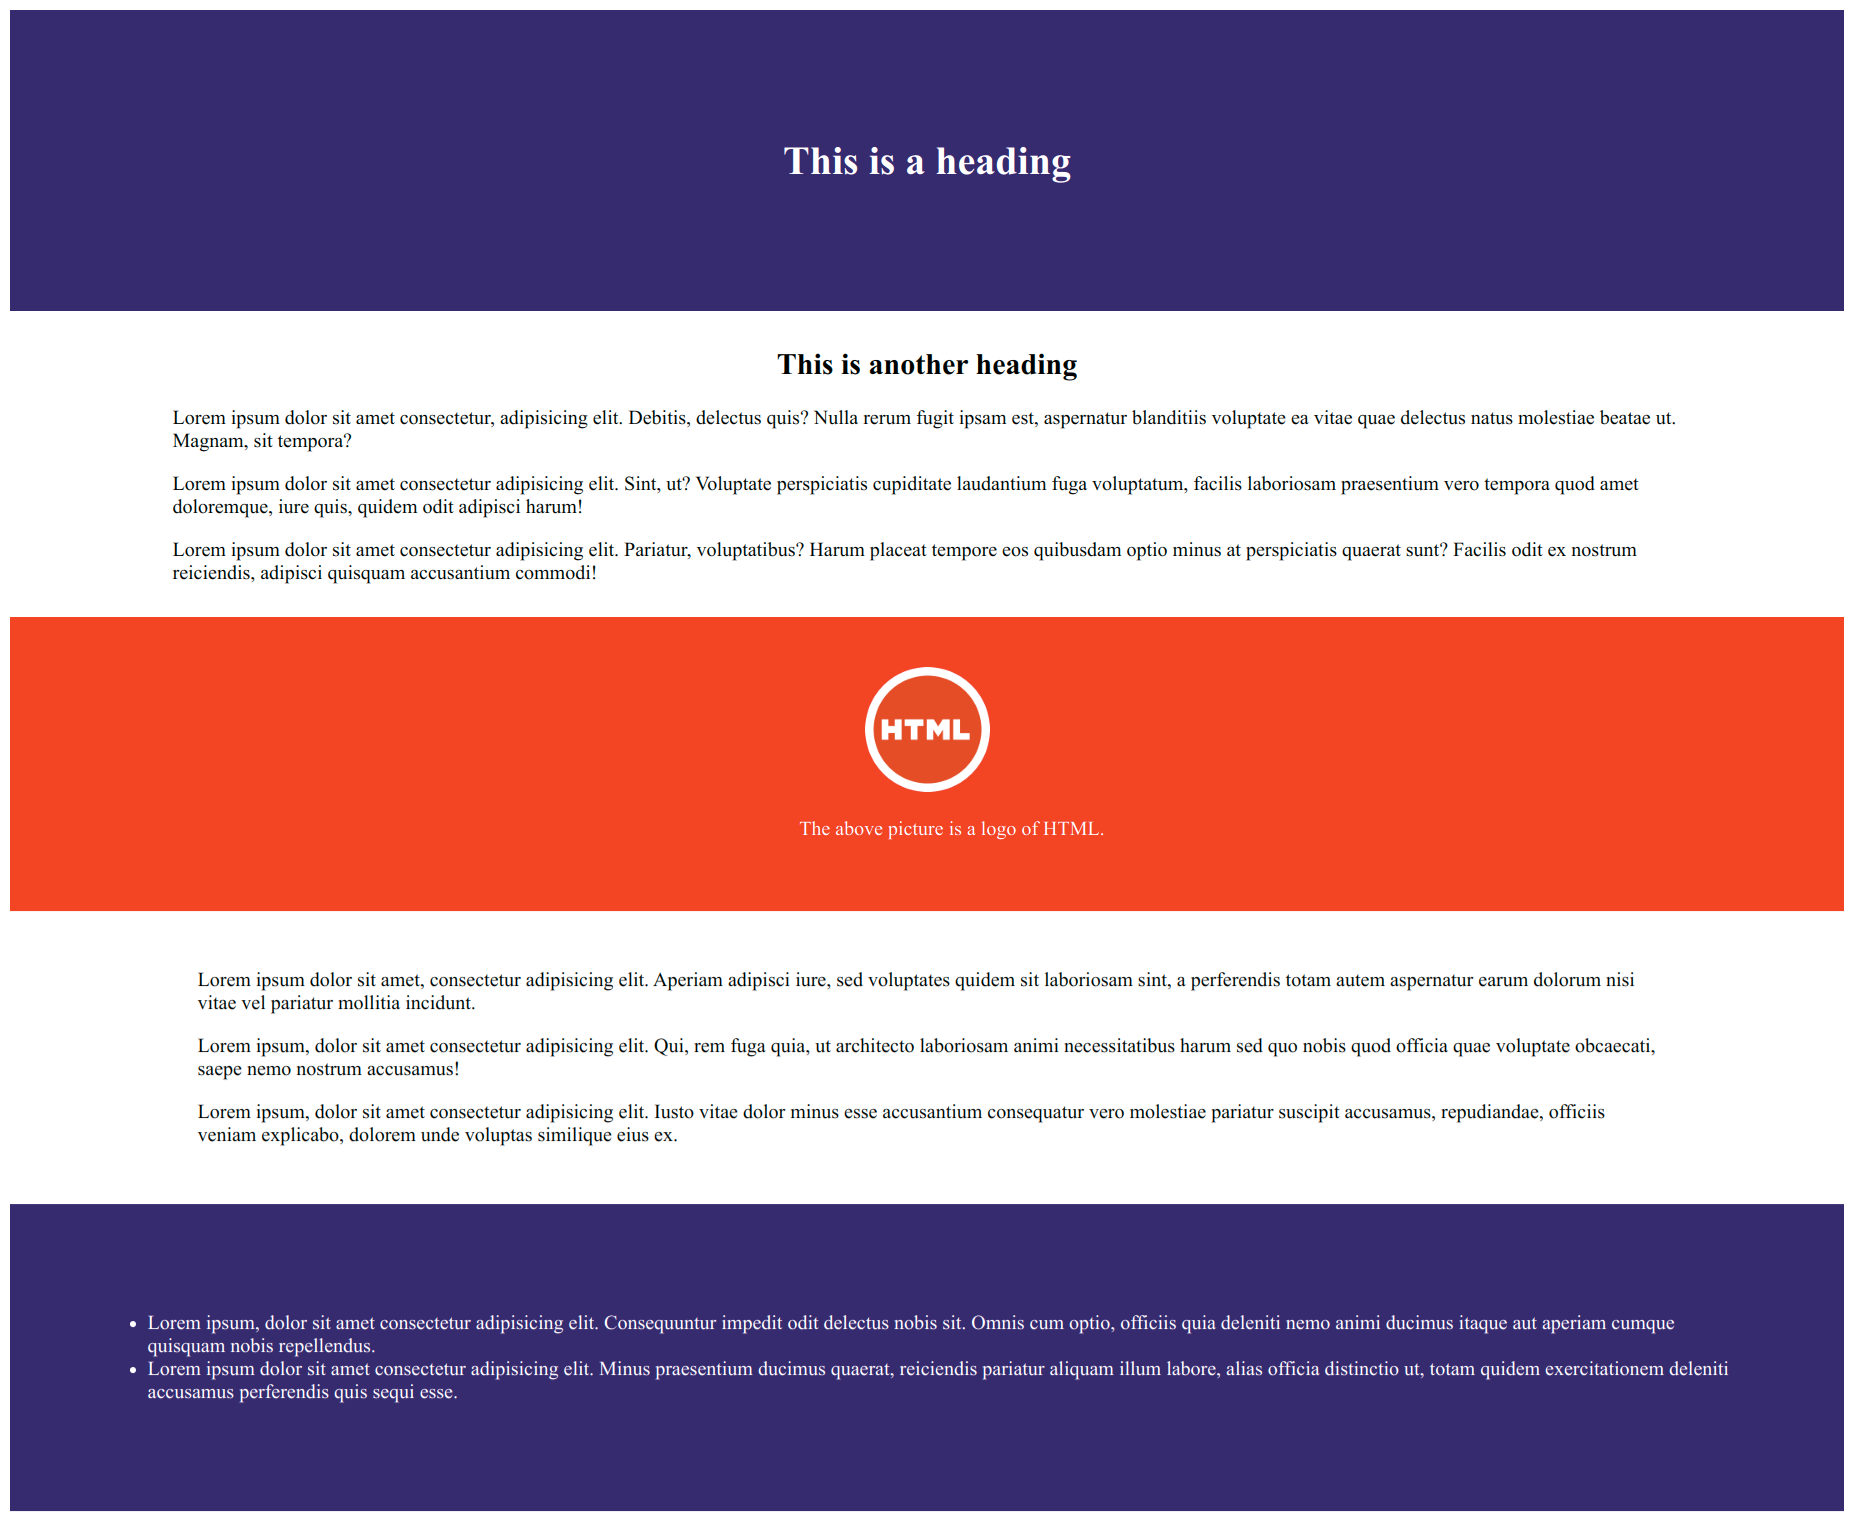 This is a heading
This is another heading
Lorem ipsum dolor sit amet consectetur, adipisicing elit. Debitis, delectus quis? Nulla rerum fugit ipsam est, aspernatur blanditiis voluptate ea vitae quae delectus natus molestiae beatae ut.
Magnam, sit tempora?
Lorem ipsum dolor sit amet consectetur adipisicing elit. Sint, ut? Voluptate perspiciatis cupiditate laudantium fuga voluptatum, facilis laboriosam praesentium vero tempora quod amet
doloremque, iure quis, quidem odit adipisci harum!
Lorem ipsum dolor sit amet consectetur adipisicing elit. Pariatur, voluptatibus? Harum placeat tempore eos quibusdam optio minus at perspiciatis quaerat sunt? Facilis odit ex nostrum
reiciendis, adipisci quisquam accusantium commodi!
HTML
The above picture is a logo of HTML.
Lorem ipsum dolor sit amet, consectetur adipisicing elit. Aperiam adipisci iure, sed voluptates quidem sit laboriosam sint, a perferendis totam autem aspernatur earum dolorum nisi
vitae vel pariatur mollitia incidunt.
Lorem ipsum, dolor sit amet consectetur adipisicing elit. Qui, rem fuga quia, ut architecto laboriosam animi necessitatibus harum sed quo nobis quod officia quae voluptate obcaecati,
saepe nemo nostrum accusamus!
Lorem ipsum, dolor sit amet consectetur adipisicing elit. Iusto vitae dolor minus esse accusantium consequatur vero molestiae pariatur suscipit accusamus, repudiandae, officiis
veniam explicabo, dolorem unde voluptas similique eius ex.
• Lorem ipsum, dolor sit amet consectetur adipisicing elit. Consequuntur impedit odit delectus nobis sit. Omnis cum optio, officiis quia deleniti nemo animi ducimus itaque aut aperiam cumque
quisquam nobis repellendus.
• Lorem ipsum dolor sit amet consectetur adipisicing elit. Minus praesentium ducimus quaerat, reiciendis pariatur aliquam illum labore, alias officia distinctio ut, totam quidem exercitationem deleniti
accusamus perferendis quis sequi esse.